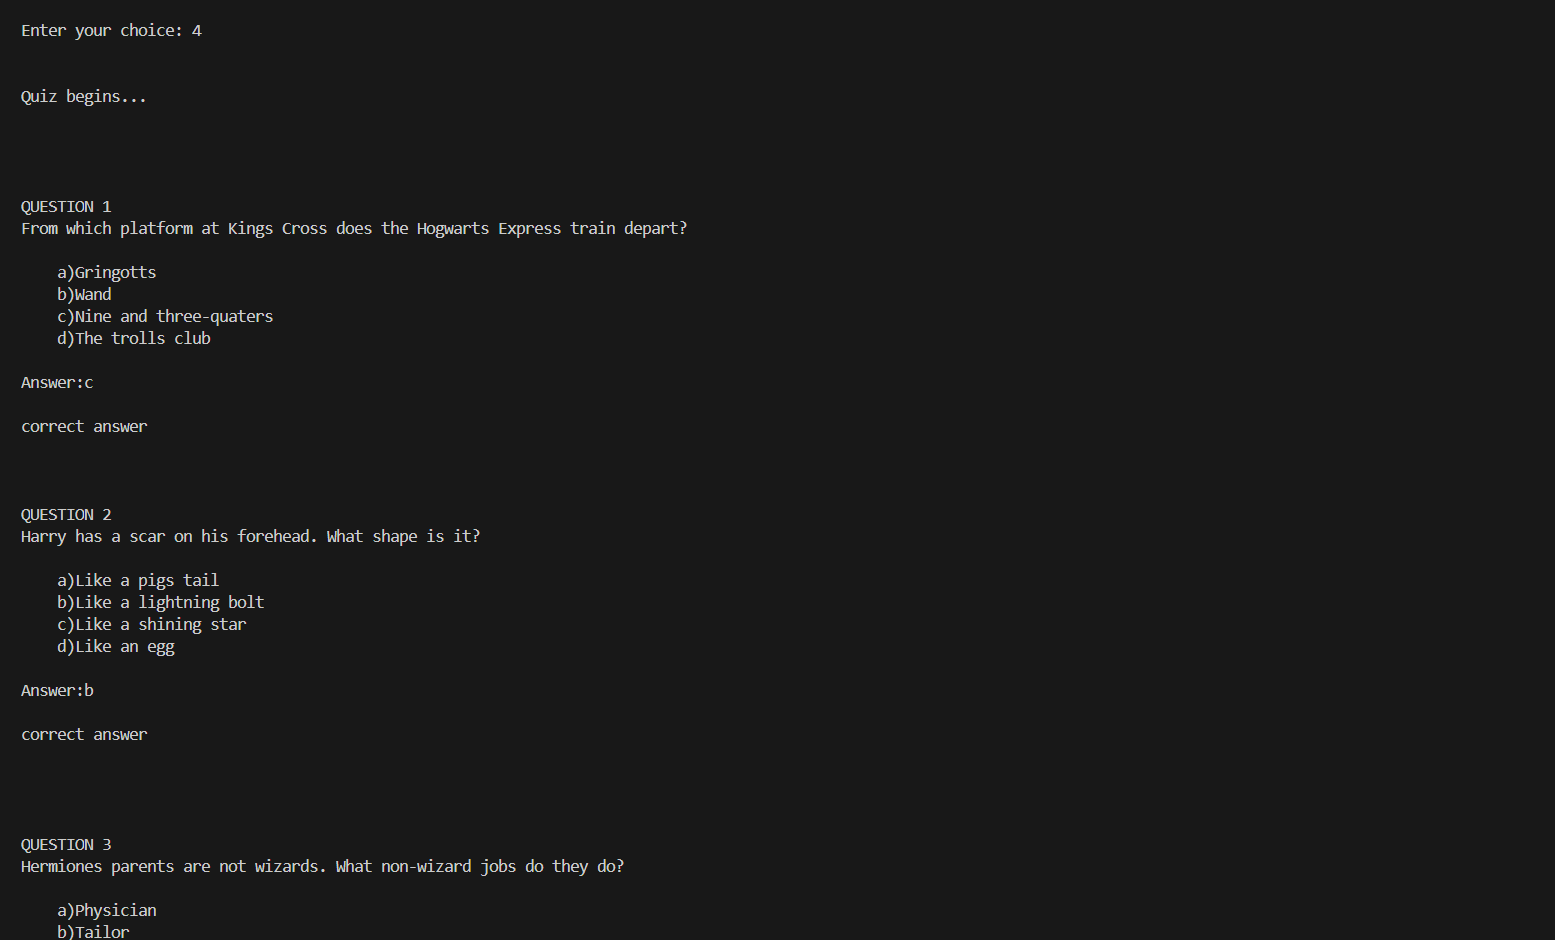 Enter your choice: 4
Quiz begins...
QUESTION 1
From which platform at Kings Cross does the Hogwarts Express train depart?
a)Gringotts
b)Wand
c)Nine and three-quaters
d)The trolls club
Answer:c
correct answer
QUESTION 2
Harry has a scar on his forehead. What shape is it?
a)Like a pigs tail
b)Like a lightning bolt
c)Like a shining star
d)Like an egg
Answer:b
correct answer
QUESTION 3
Hermiones parents are not wizards. What non-wizard jobs do they do?
a)Physician
b)Tailor